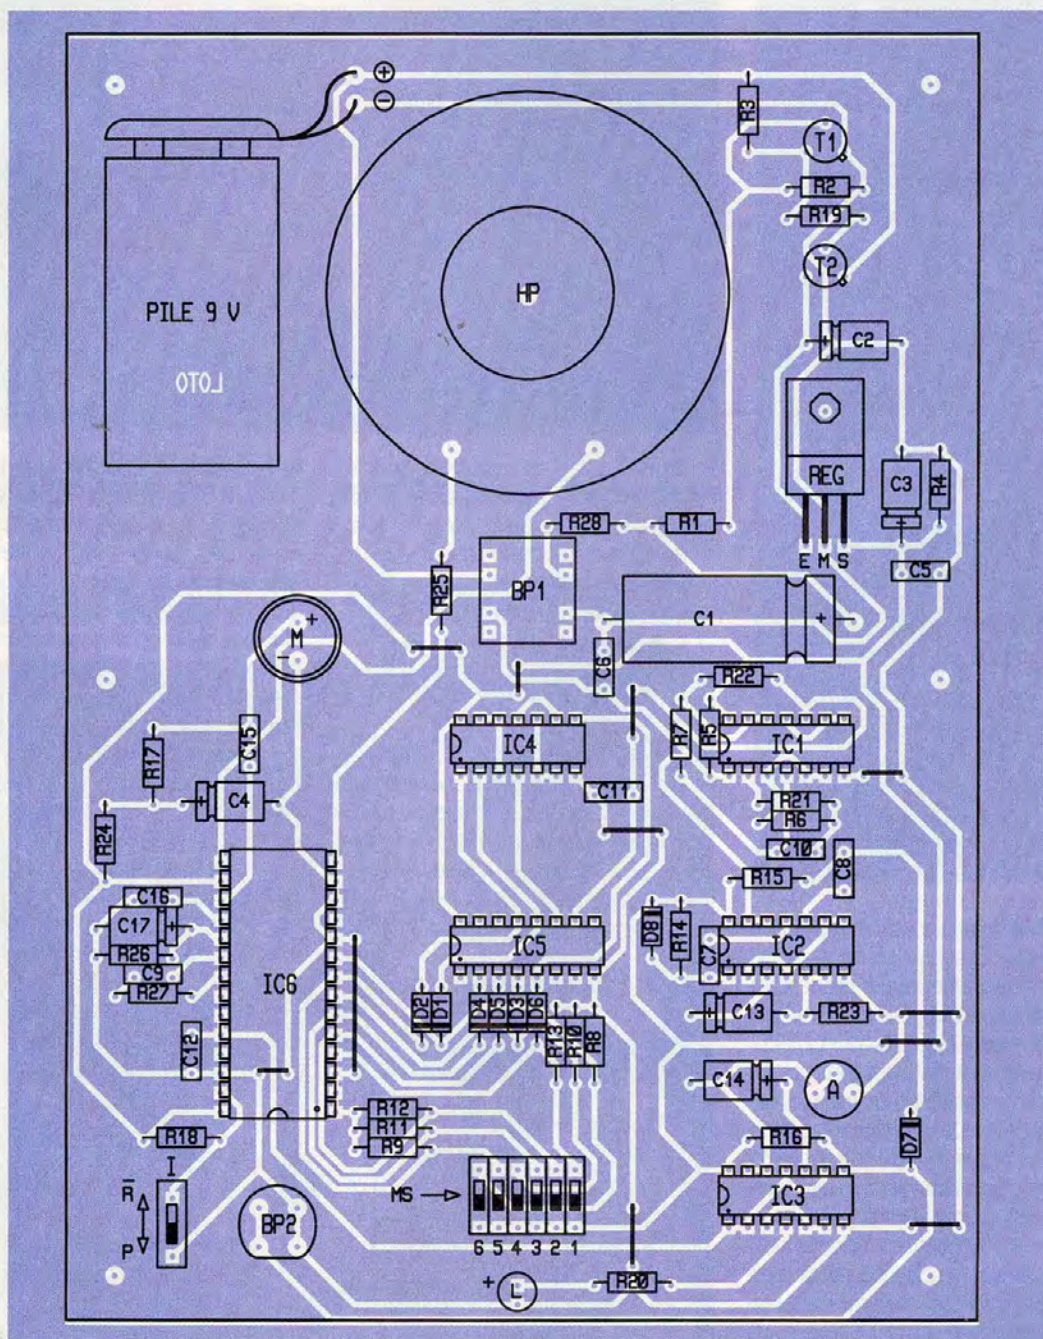 +
−
R3
T1
R2
R19
T2
HP
PILE 9 V
LOTO
C2
REG
C3
R4
E M S
C5
R28
R1
BP1
R25
C1
M
+
−
C6
R22
R7
R5
IC4
IC1
R17
C15
C4
C11
R21
R6
R24
C10
C8
R15
C16
C17
R26
C9
R27
IC6
IC5
D8
R14
C7
IC2
D2
D1
D4
D5
D3
D6
C13
R23
R13
R10
R8
C12
C14
A
R12
R11
R9
R18
R16
D7
I
R̅
P
BP2
MS
6 5 4 3 2 1
IC3
+
L
R20